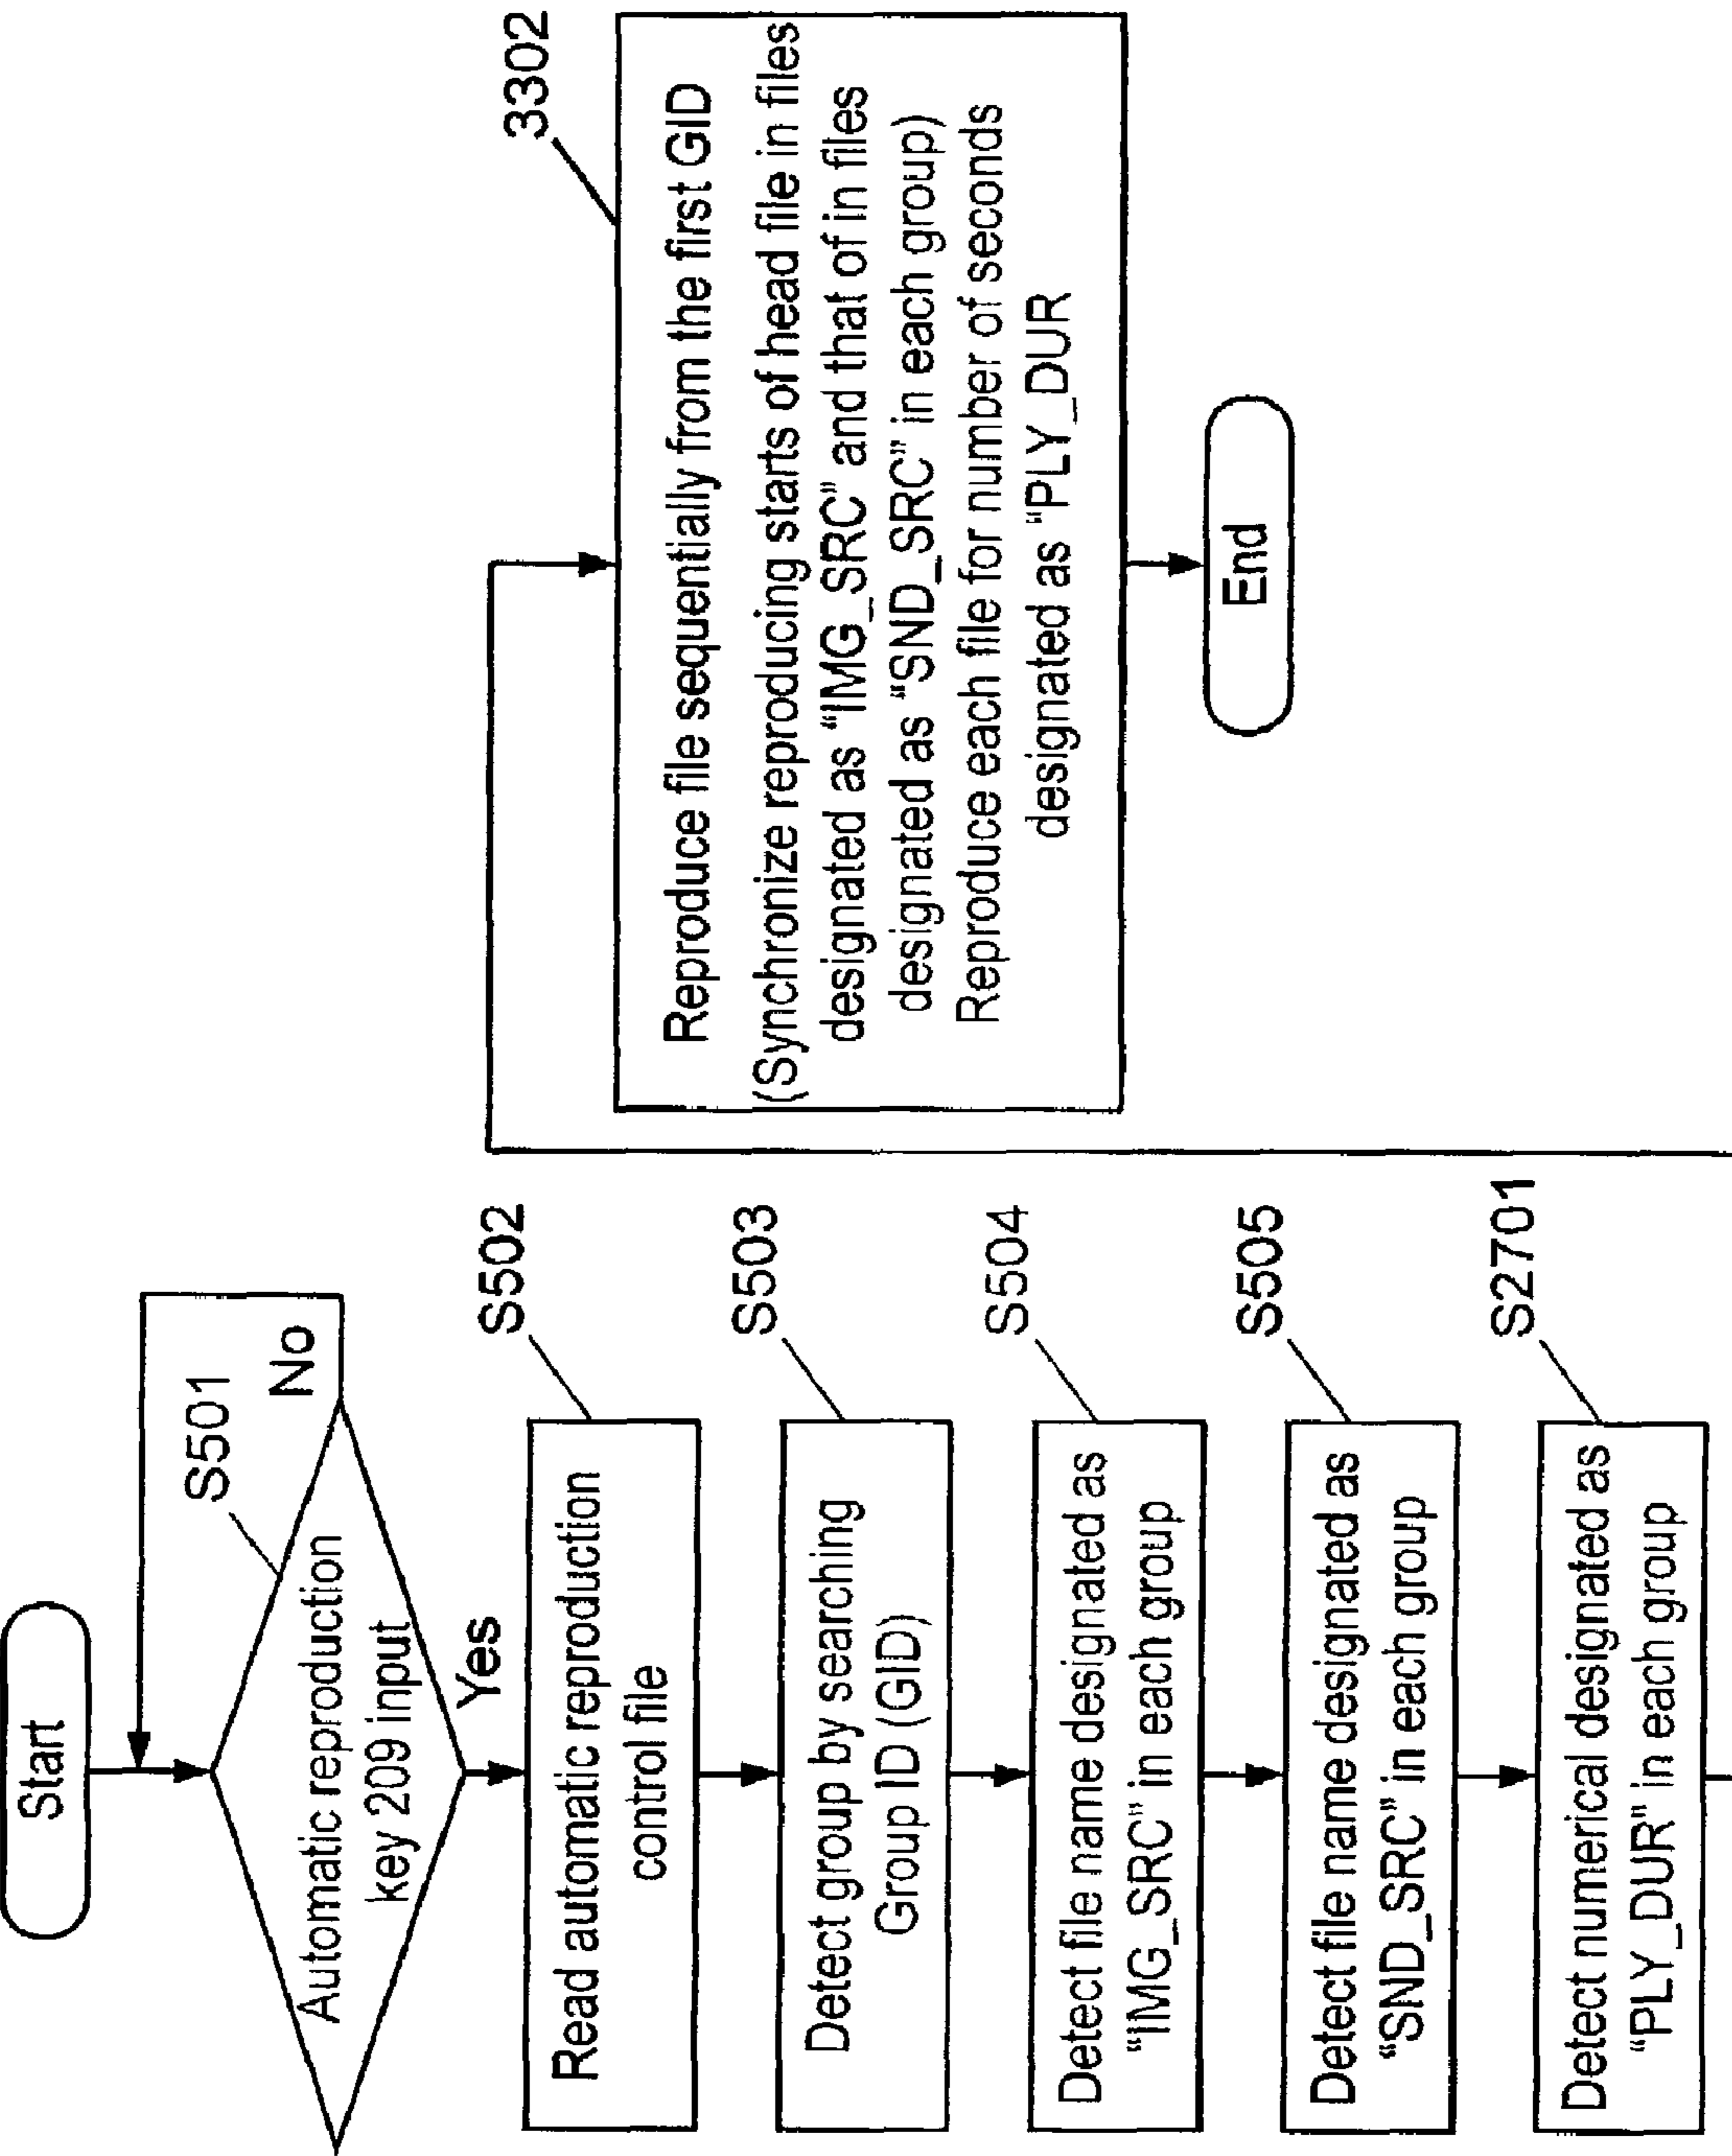 Start
S501
Automatic reproduction
key 209 input
No
Yes
S502
Read automatic reproduction
control file
S503
Detect group by searching
Group ID (GID)
S504
Detect file name designated as
“IMG_SRC” in each group
S505
Detect file name designated as
“SND_SRC” in each group
S2701
Detect numerical designated as
“PLY_DUR” in each group
3302
Reproduce file sequentially from the first GID
(Synchronize reproducing starts of head file in files
designated as “IMG_SRC” and that of in files
designated as “SND_SRC” in each group)
Reproduce each file for number of seconds
designated as “PLY_DUR
End